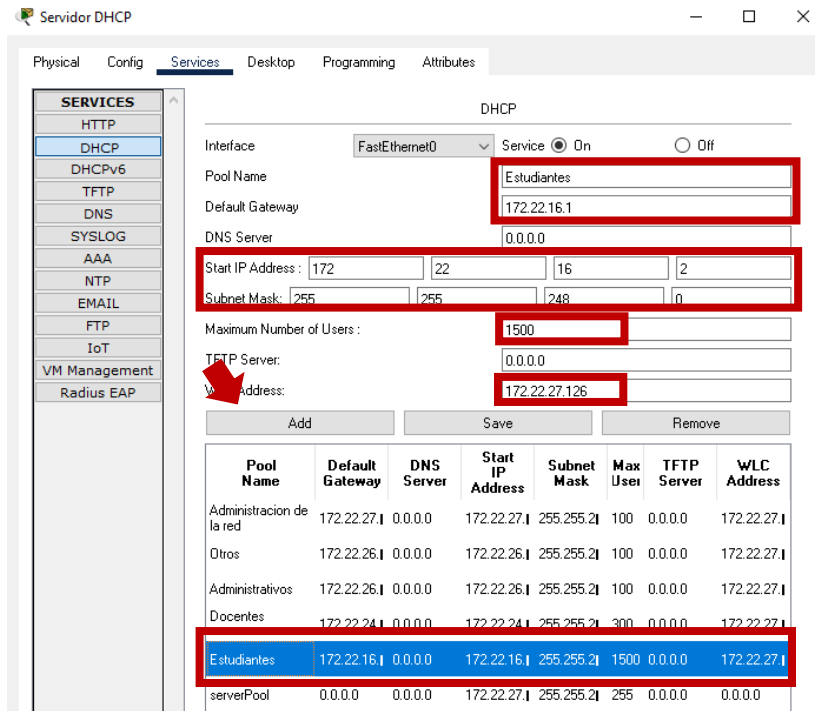 Servidor DHCP
Physical Config Services Desktop Programming Attributes
SERVICES
HTTP
DHCP
DHCPv6
TFTP
DNS
SYSLOG
AAA
NTP
EMAIL
FTP
IoT
VM Management
Radius EAP
DHCP
Interface FastEthernet0 Service On Off
Pool Name Estudiantes
Default Gateway 172.22.16.1
DNS Server 0.0.0.0
Start IP Address : 172 22 16 2
Subnet Mask: 255 255 248 0
Maximum Number of Users : 1500
TFTP Server: 0.0.0.0
Address: 172.22.27.126
Add Save Remove
Pool Name Default Gateway DNS Server Start IP Address Subnet Mask Max User TFTP Server WLC Address
Administracion de la red 172.22.27. 0.0.0.0 172.22.27. 255.255.2 100 0.0.0.0 172.22.27.
Otros 172.22.26. 0.0.0.0 172.22.26. 255.255.2 100 0.0.0.0 172.22.27.
Administrativos 172.22.26. 0.0.0.0 172.22.26. 255.255.2 100 0.0.0.0 172.22.27.
Docentes 172.22.24. 0.0.0.0 172.22.24. 255.255.2 300 0.0.0.0 172.22.27.
Estudiantes 172.22.16. 0.0.0.0 172.22.16. 255.255.2 1500 0.0.0.0 172.22.27.
serverPool 0.0.0.0 0.0.0.0 172.22.27. 255.255.2 255 0.0.0.0 0.0.0.0